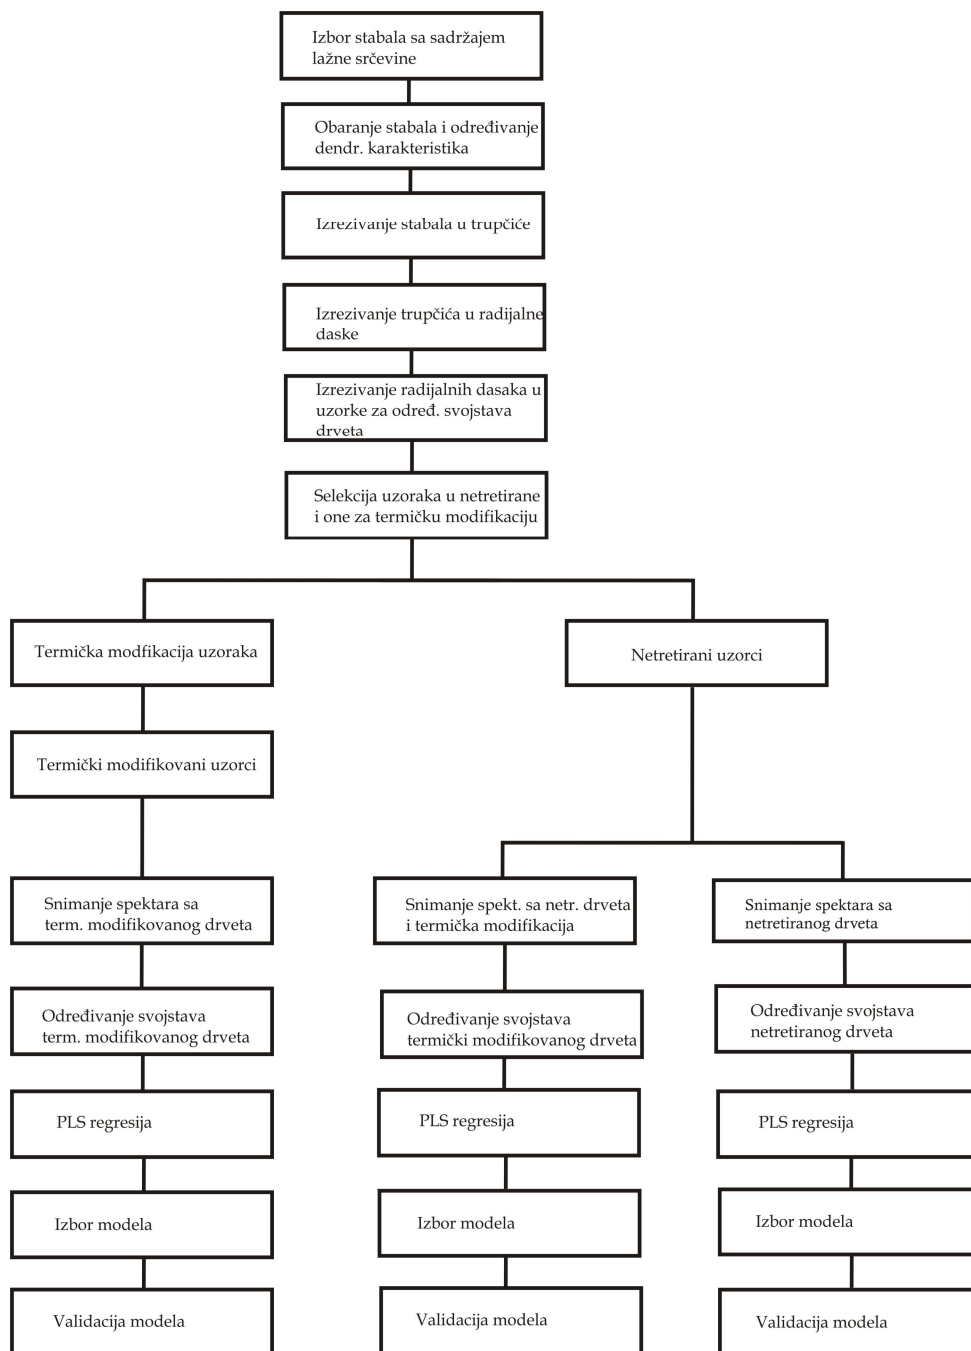 Izbor stabala sa sadržajem
lažne srčevine
Obaranje stabala i određivanje
dendr. karakteristika
Izrezivanje stabala u trupčiće
Izrezivanje trupčića u radijalne
daske
Izrezivanje radijalnih dasaka u
uzorke za određ. svojstava
drveta
Selekcija uzoraka u netretirane
i one za termičku modifikaciju
Termička modfikacija uzoraka
Netretirani uzorci
Termički modifikovani uzorci
Snimanje spektara sa
term. modifikovanog drveta
Snimanje spekt. sa netr. drveta
i termička modifikacija
Snimanje spektara sa
netretiranog drveta
Određivanje svojstava
term. modifikovanog drveta
Određivanje svojstava
termički modifikovanog drveta
Određivanje svojstava
netretiranog drveta
PLS regresija
PLS regresija
PLS regresija
Izbor modela
Izbor modela
Izbor modela
Validacija modela
Validacija modela
Validacija modela